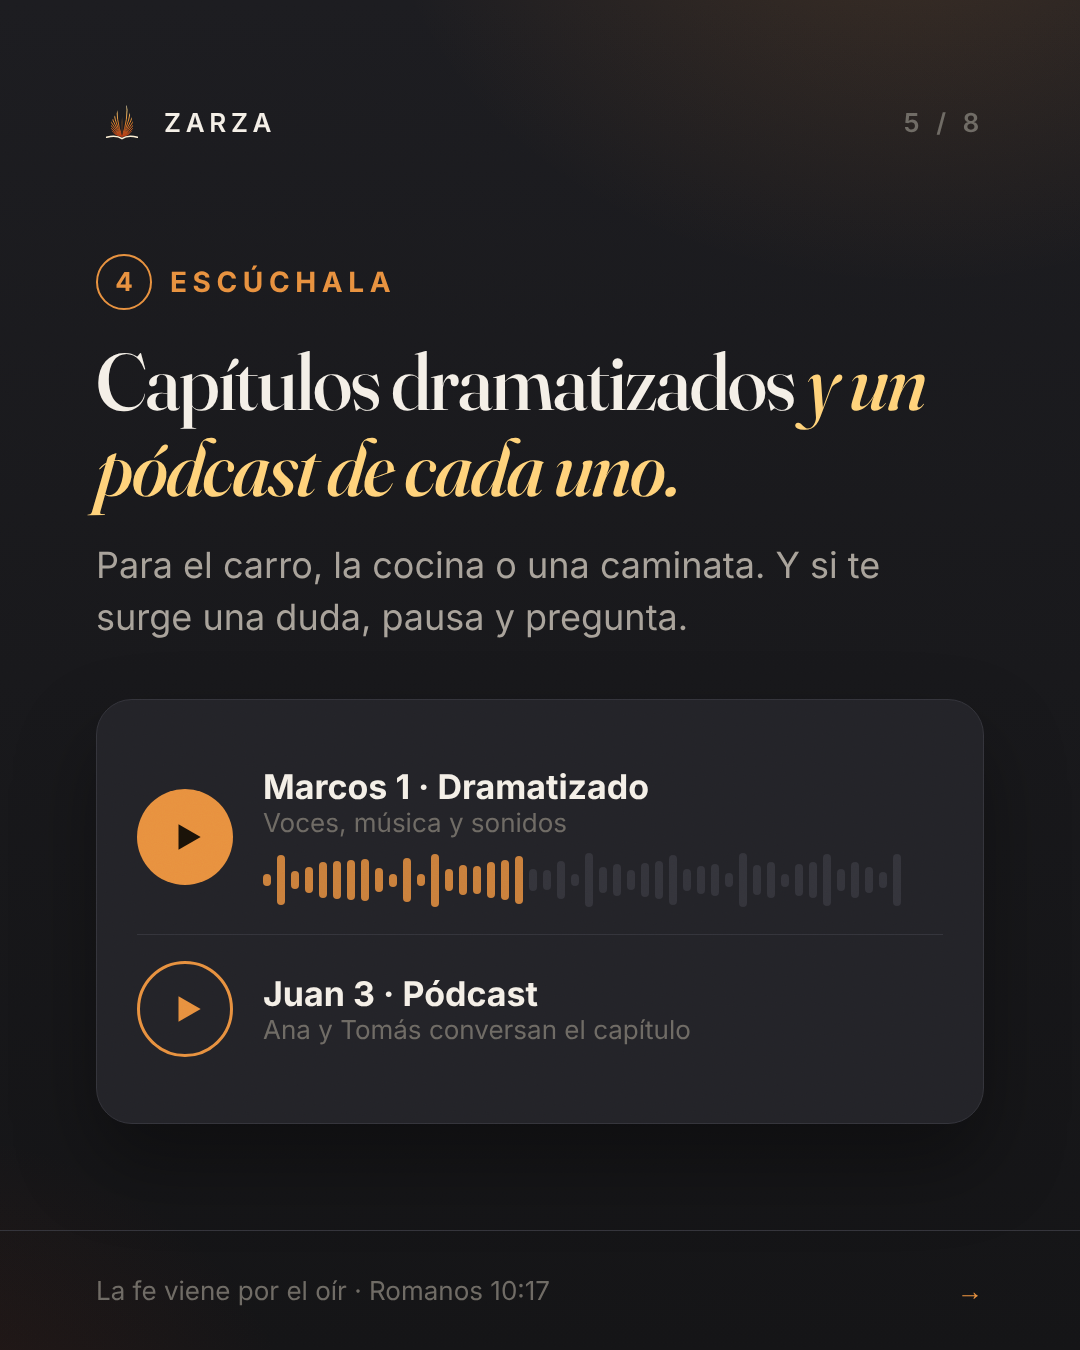 ZARZA
5 / 8
4 ESCÚCHALA
Capítulos dramatizados y un
pódcast de cada uno.
Para el carro, la cocina o una caminata. Y si te
surge una duda, pausa y pregunta.
Marcos 1 · Dramatizado
Voces, música y sonidos
Juan 3 · Pódcast
Ana y Tomás conversan el capítulo
La fe viene por el oír · Romanos 10:17
→